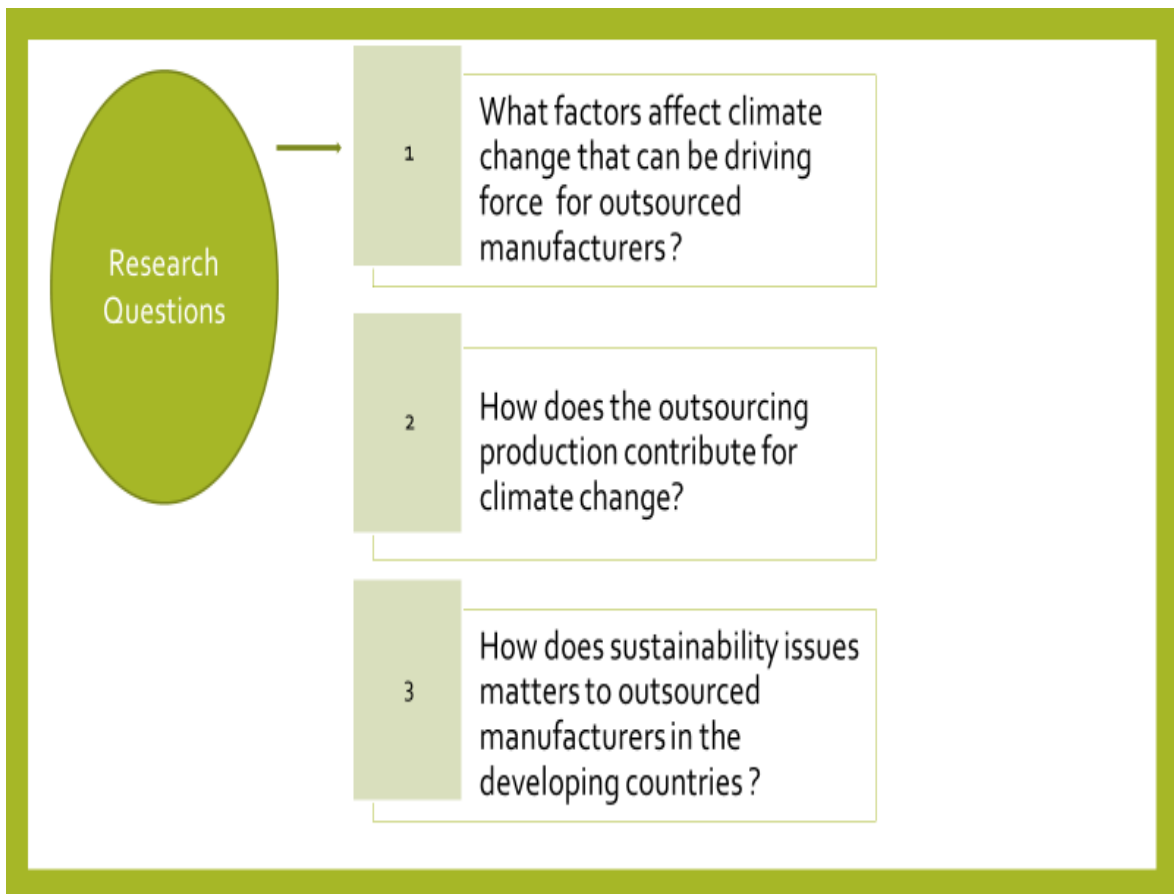 Research
Questions
1
What factors affect climate
change that can be driving
force for outsourced
manufacturers ?
2
How does the outsourcing
production contribute for
climate change?
3
How does sustainability issues
matters to outsourced
manufacturers in the
developing countries ?